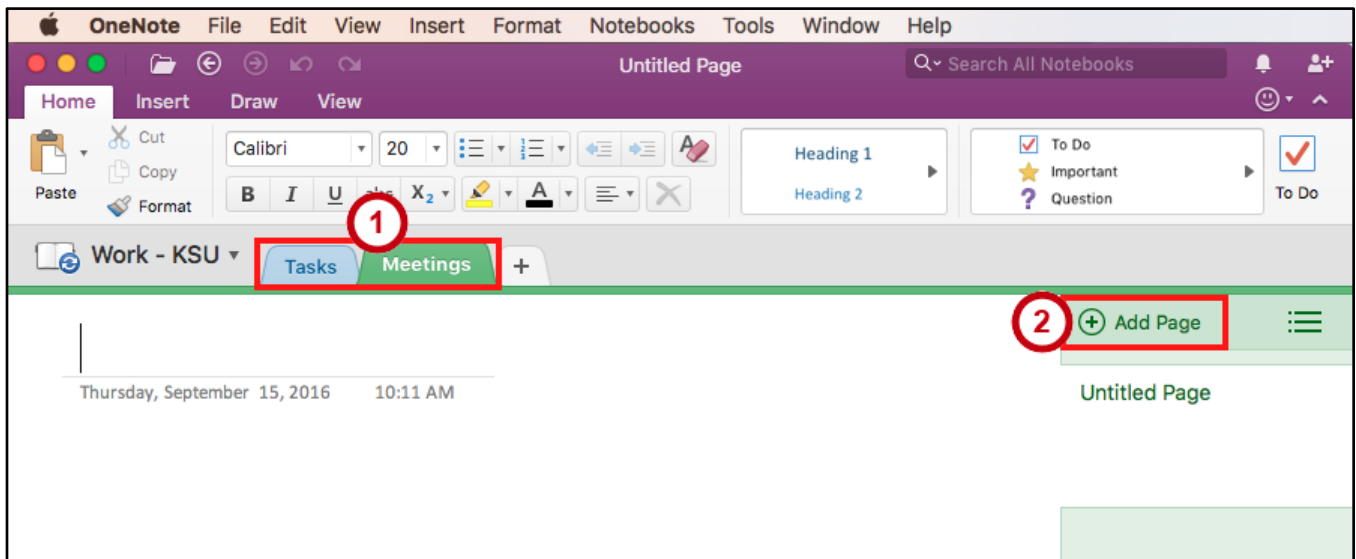 OneNote File Edit View Insert Format Notebooks Tools Window Help
Untitled Page Search All Notebooks
Home Insert Draw View
Cut
Copy
Paste
Format
Calibri 20
B I U abc X2 A
Heading 1
Heading 2
To Do
Important
Question
To Do
1
Work - KSU Tasks Meetings +
2 Add Page
Thursday, September 15, 2016 10:11 AM
Untitled Page